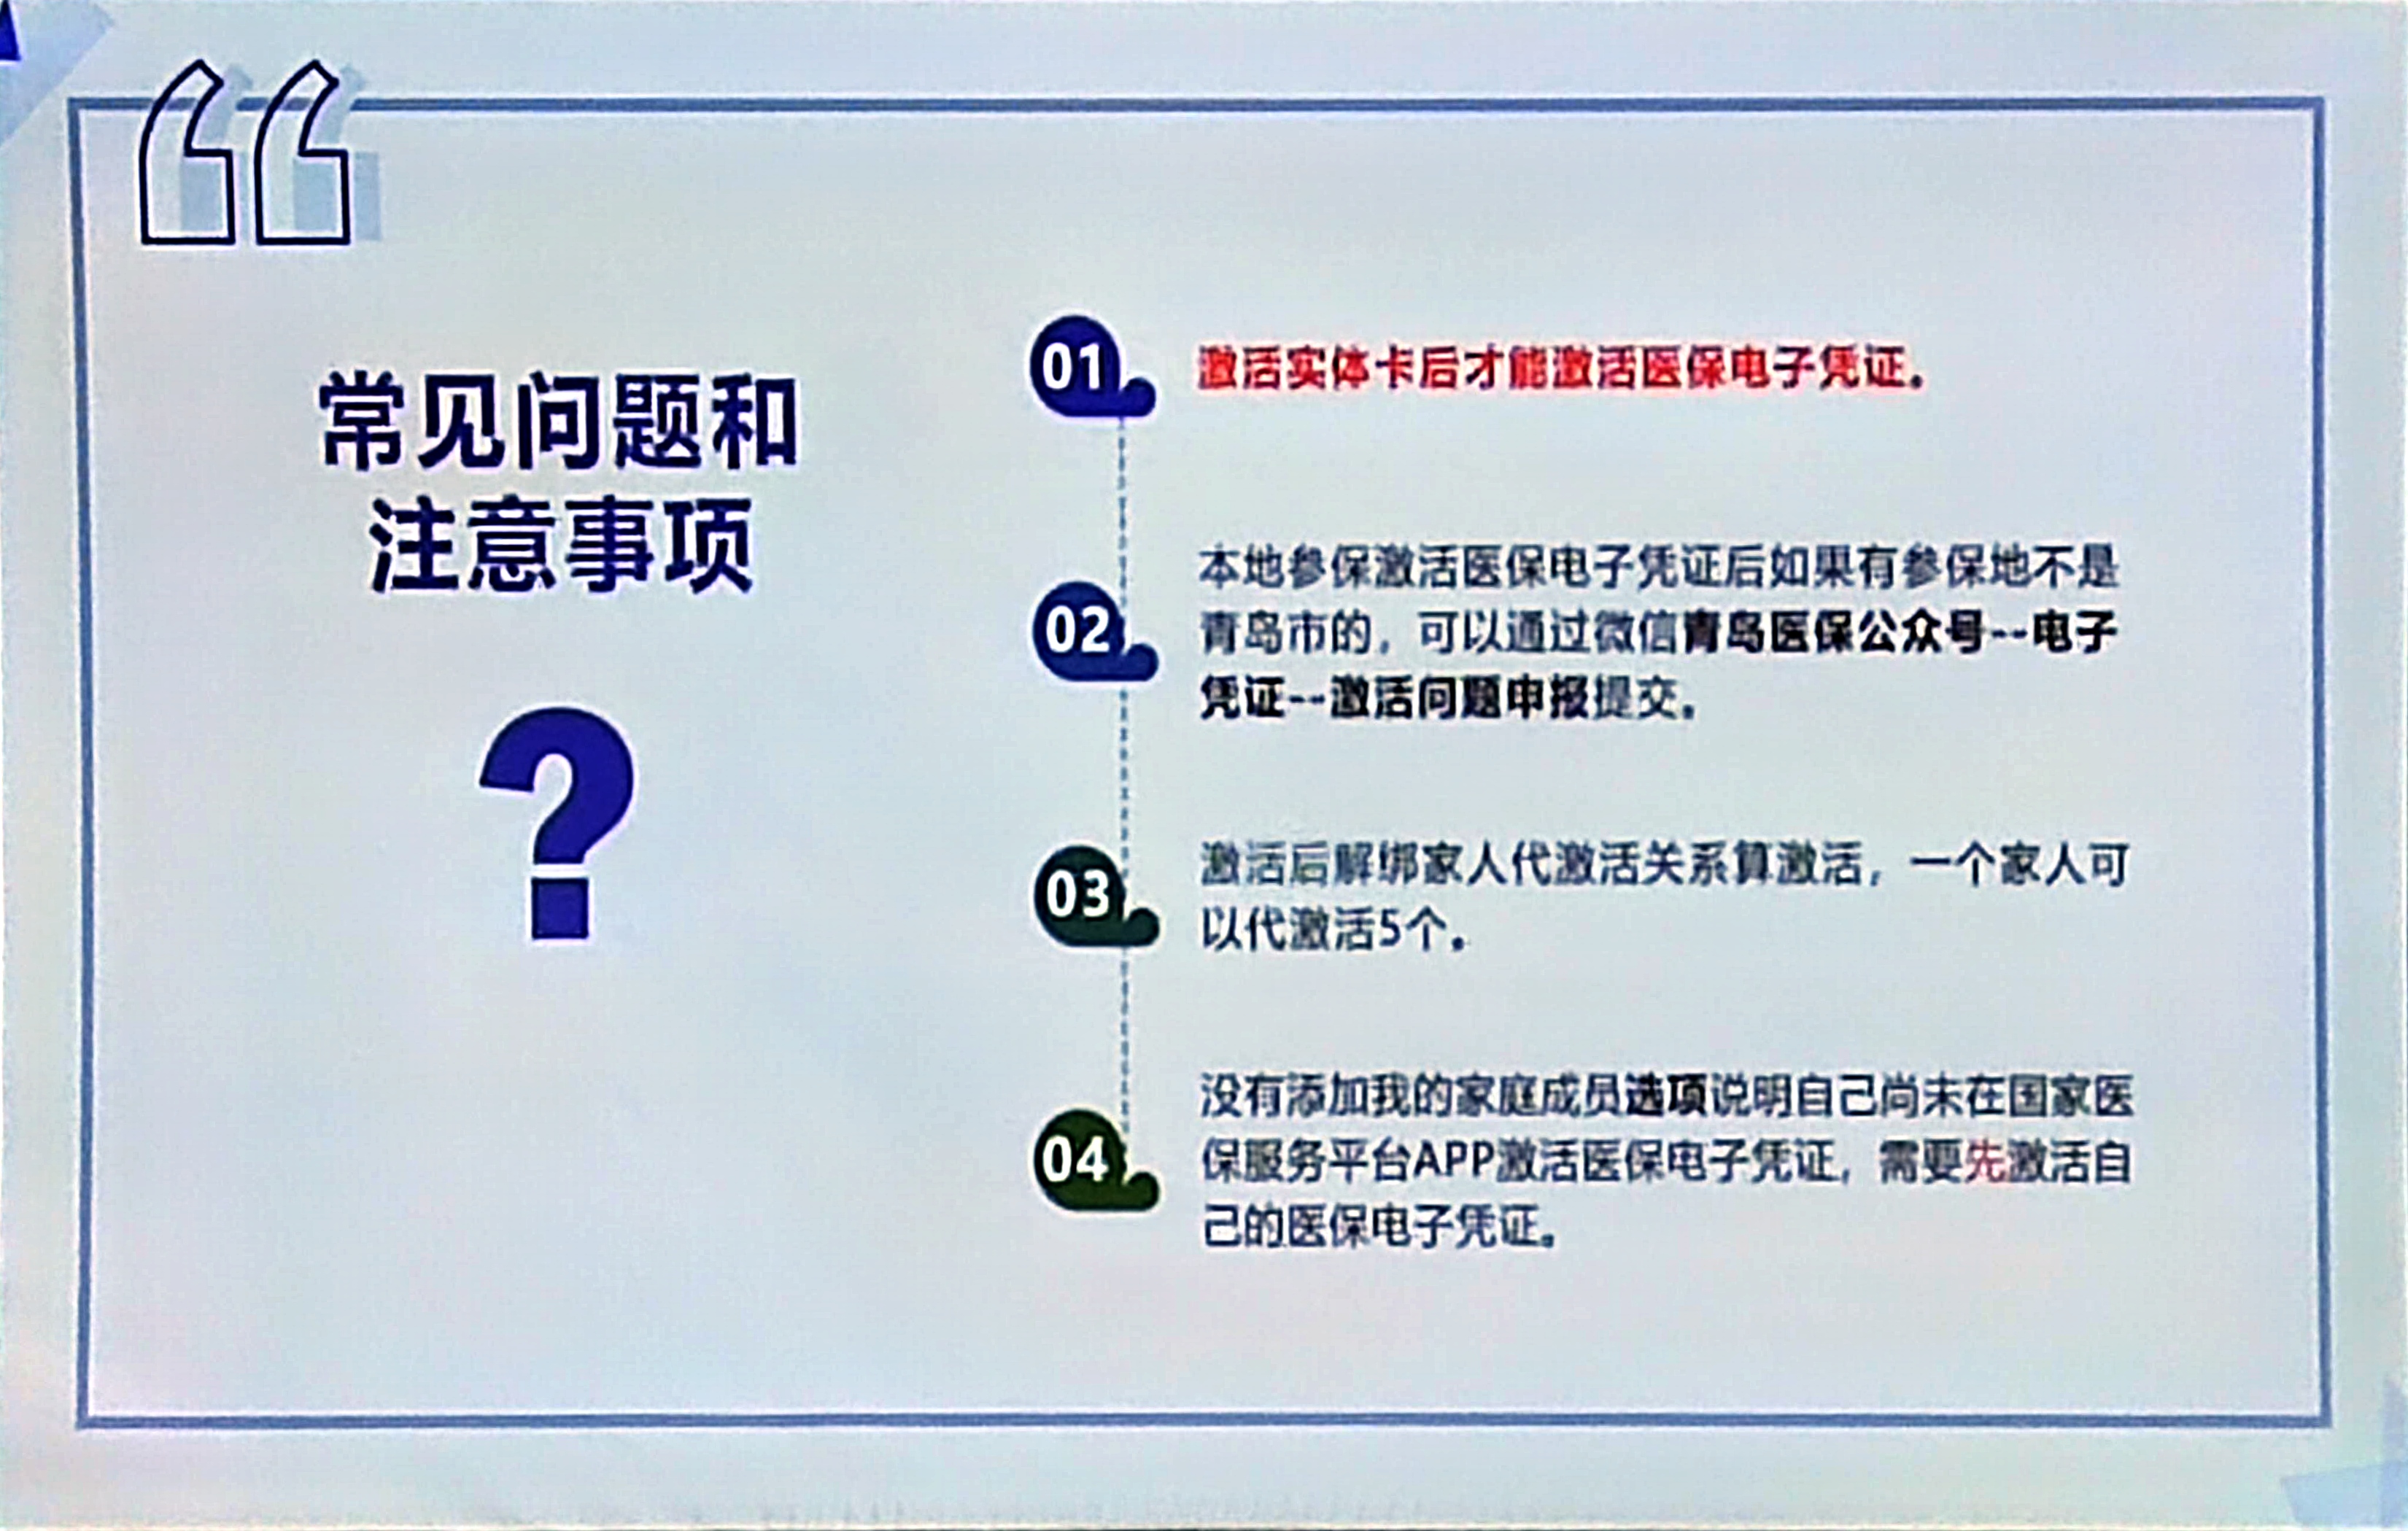 常见问题和
注意事项
01
激活实体卡后才能激活医保电子凭证。
02
本地参保激活医保电子凭证后如果有参保地不是
青岛市的，可以通过微信青岛医保公众号--电子
凭证--激活问题申报提交。
03
激活后解绑家人代激活关系算激活，一个家人可
以代激活5个。
04
没有添加我的家庭成员选项说明自己尚未在国家医
保服务平台APP激活医保电子凭证，需要先激活自
己的医保电子凭证。